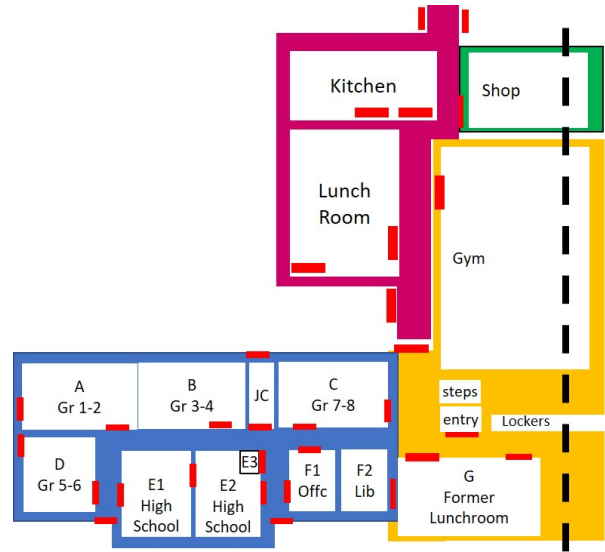 Kitchen
Shop
Lunch
Room
Gym
A
Gr 1-2
B
Gr 3-4
JC
C
Gr 7-8
steps
entry
Lockers
D
Gr 5-6
E1
High
School
E2
High
School
E3
F1
Offc
F2
Lib
G
Former
Lunchroom